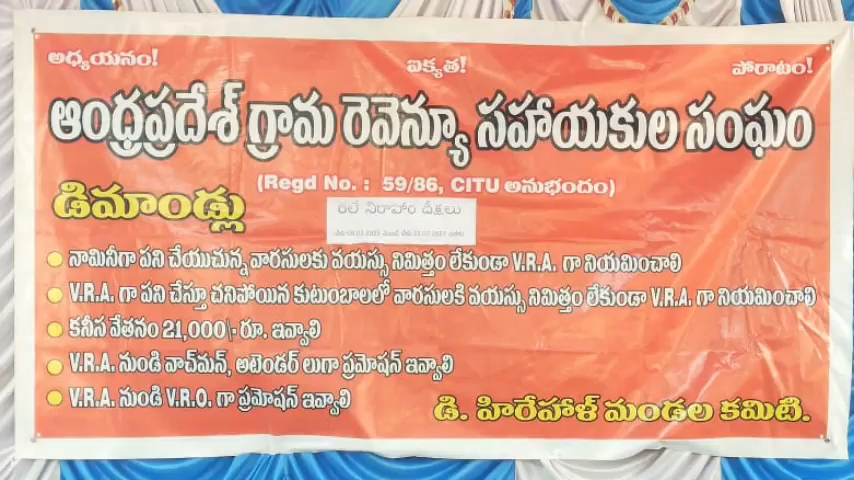 అధ్యయనం! ఐక్యత! పోరాటం!
ఆంధ్రప్రదేశ్ గ్రామ రెవెన్యూ సహాయకుల సంఘం
(Regd No. : 59/86, CITU అనుభందం)
డిమాండ్లు
రిలే నిరాహార దీక్షలు
నామినీగా పని చేయుచున్న వారసులకు వయస్సు నిమిత్తం లేకుండా V.R.A. గా నియమించాలి
V.R.A. గా పని చేస్తూ చనిపోయిన కుటుంబాలలో వారసులకి వయస్సు నిమిత్తం లేకుండా V.R.A. గా నియమించాలి
కనీస వేతనం 21,000/- రూ. ఇవ్వాలి
V.R.A. నుండి వాచ్‌మన్, అటెండర్ లుగా ప్రమోషన్ ఇవ్వాలి
V.R.A. నుండి V.R.O. గా ప్రమోషన్ ఇవ్వాలి
డి. హిరేహాళ్ మండల కమిటి.